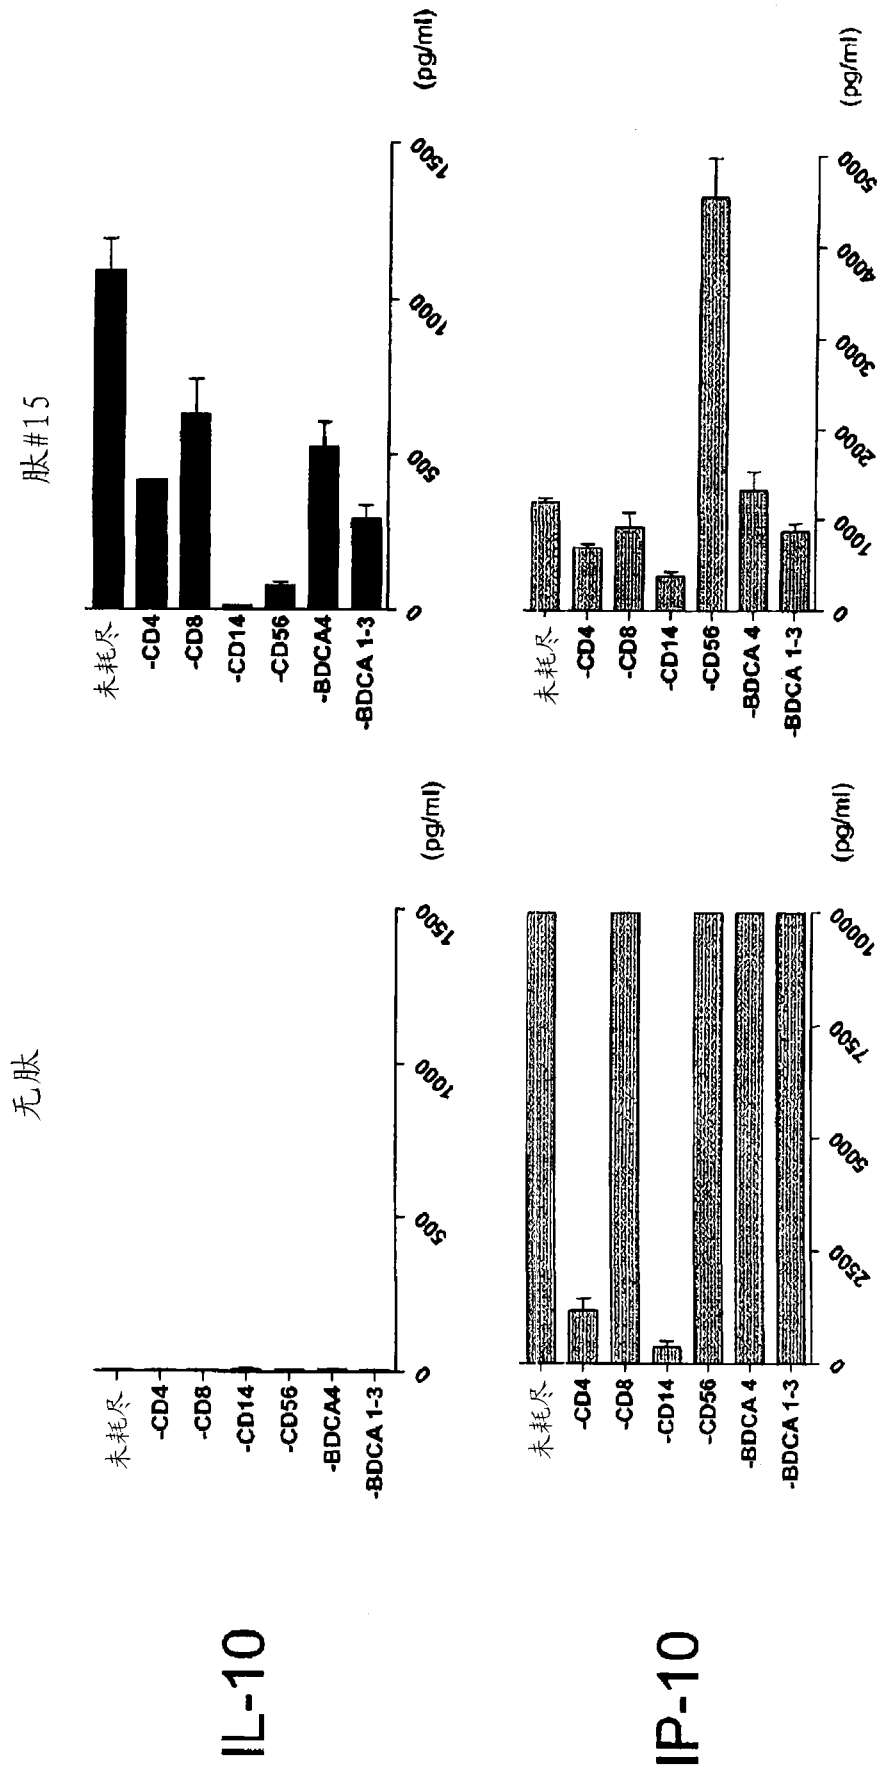 无肽
肽#15
IL-10
未耗尽
-CD4
-CD8
-CD14
-CD56
-BDCA4
-BDCA 1-3
0
500
1000
1500
(pg/ml)
未耗尽
-CD4
-CD8
-CD14
-CD56
-BDCA4
-BDCA 1-3
0
500
1000
1500
(pg/ml)
IP-10
未耗尽
-CD4
-CD8
-CD14
-CD56
-BDCA 4
-BDCA 1-3
0
2500
5000
7500
10000
(pg/ml)
未耗尽
-CD4
-CD8
-CD14
-CD56
-BDCA 4
-BDCA 1-3
0
1000
2000
3000
4000
5000
(pg/ml)